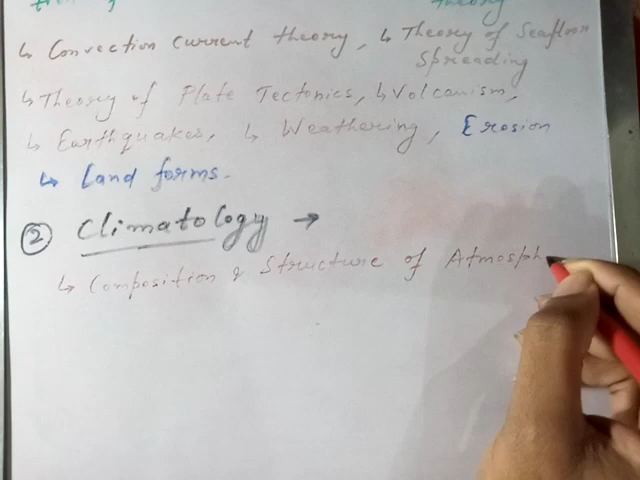 theory
↳ Convection current theory, ↳ Theory of Seafloor
Spreading
↳ Theory of Plate Tectonics, ↳ Volcanism,
↳ Earthquakes, ↳ Weathering, Erosion
↳ Land forms.
② Climatology →
↳ Composition & Structure of Atmosph